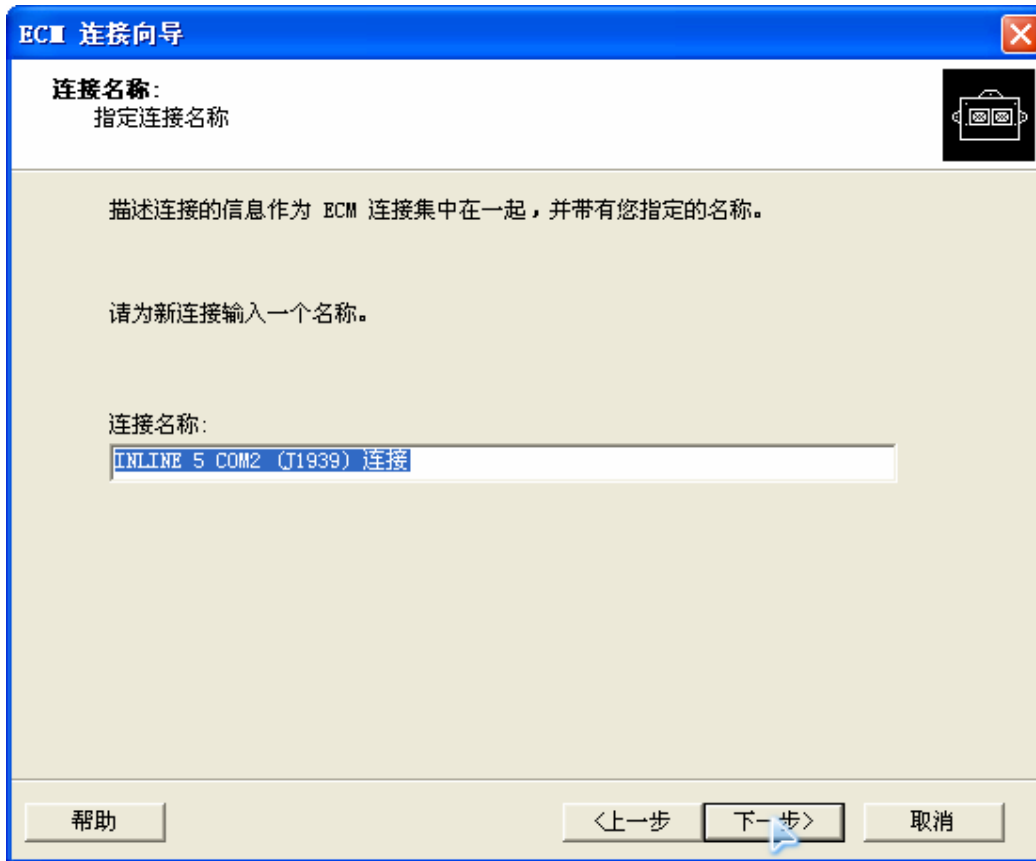 ECM 连接向导
连接名称:
指定连接名称
描述连接的信息作为 ECM 连接集中在一起，并带有您指定的名称。
请为新连接输入一个名称。
连接名称:
INLINE 5 COM2 (J1939) 连接
帮助
<上一步
下一步>
取消